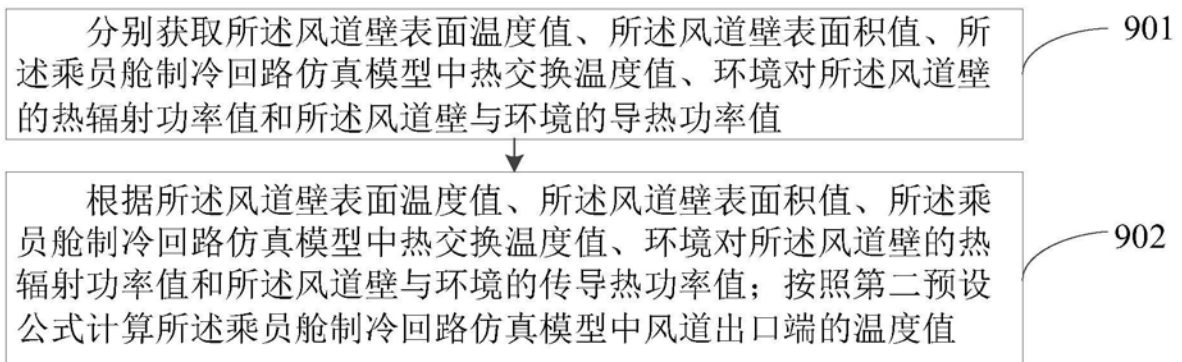 分别获取所述风道壁表面温度值、所述风道壁表面积值、所
述乘员舱制冷回路仿真模型中热交换温度值、环境对所述风道壁
的热辐射功率值和所述风道壁与环境的导热功率值
901
根据所述风道壁表面温度值、所述风道壁表面积值、所述乘
员舱制冷回路仿真模型中热交换温度值、环境对所述风道壁的热
辐射功率值和所述风道壁与环境的传导热功率值；按照第二预设
公式计算所述乘员舱制冷回路仿真模型中风道出口端的温度值
902